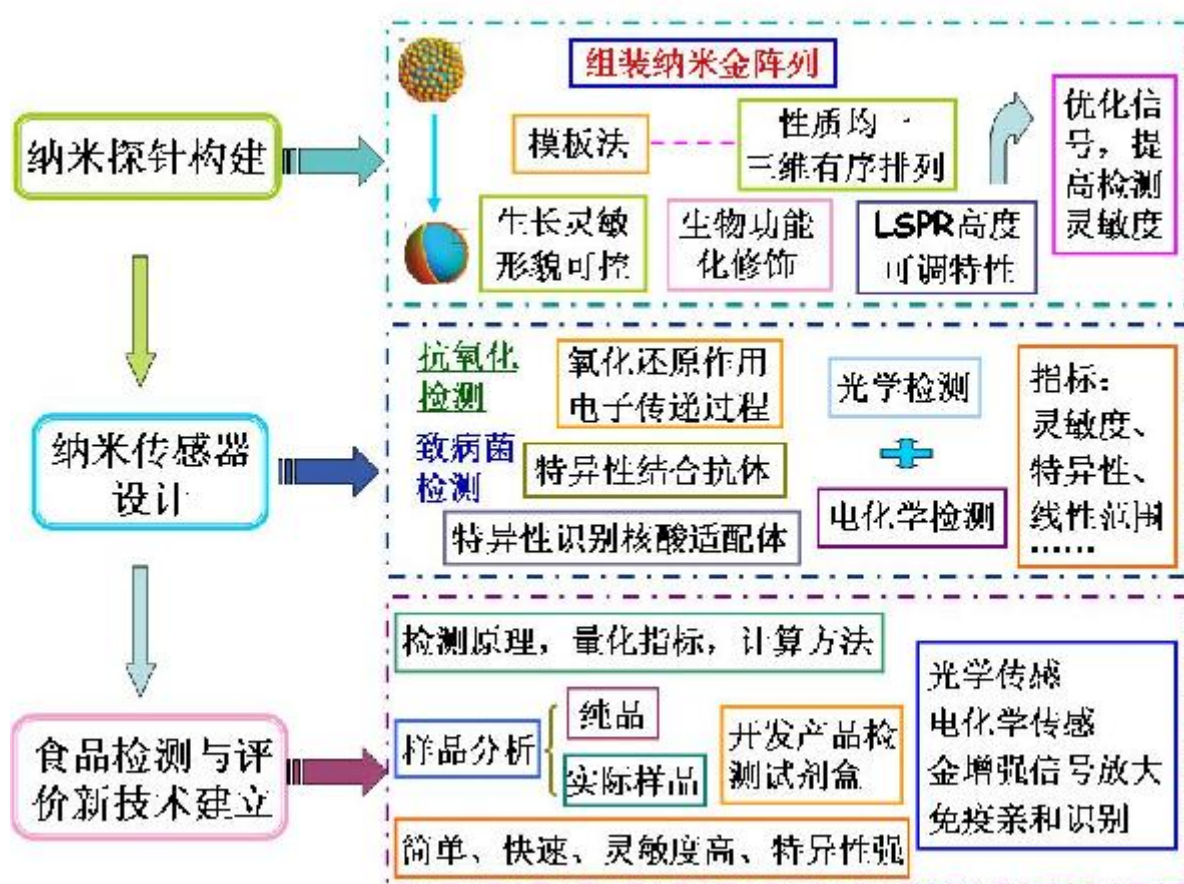 组装纳米金阵列
纳米探针构建
模板法
性质均一
三维有序排列
优化信
号，提
高检测
灵敏度
生长灵敏
形貌可控
生物功能
化修饰
LSPR高度
可调特性
纳米传感器
设计
抗氧化
检测
氧化还原作用
电子传递过程
光学检测
指标：
灵敏度、
特异性、
线性范围
……
致病菌
检测
特异性结合抗体
特异性识别核酸适配体
电化学检测
食品检测与评
价新技术建立
检测原理，量化指标，计算方法
样品分析
纯品
实际样品
开发产品检
测试剂盒
光学传感
电化学传感
金增强信号放大
免疫亲和识别
简单、快速、灵敏度高、特异性强